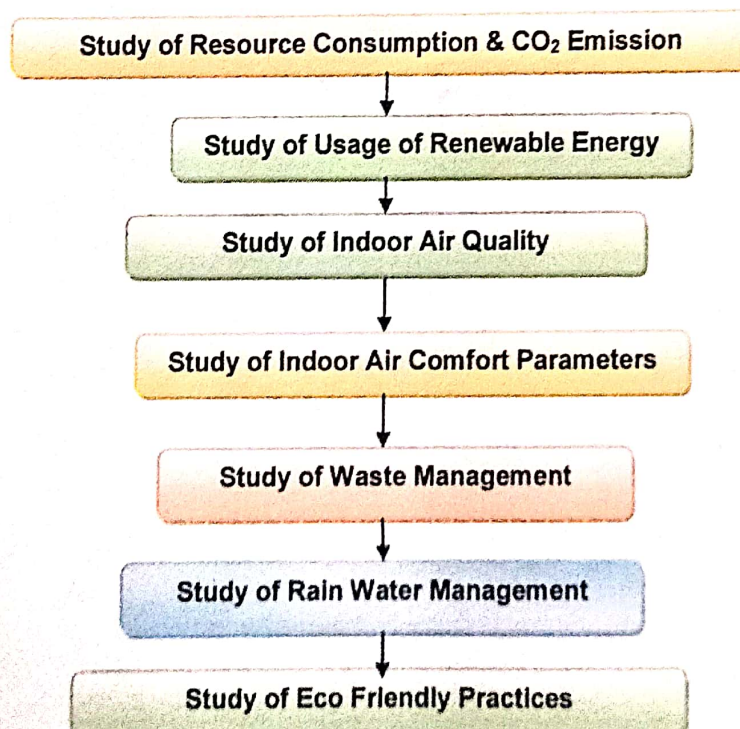 Study of Resource Consumption & CO₂ Emission
Study of Usage of Renewable Energy
Study of Indoor Air Quality
Study of Indoor Air Comfort Parameters
Study of Waste Management
Study of Rain Water Management
Study of Eco Friendly Practices